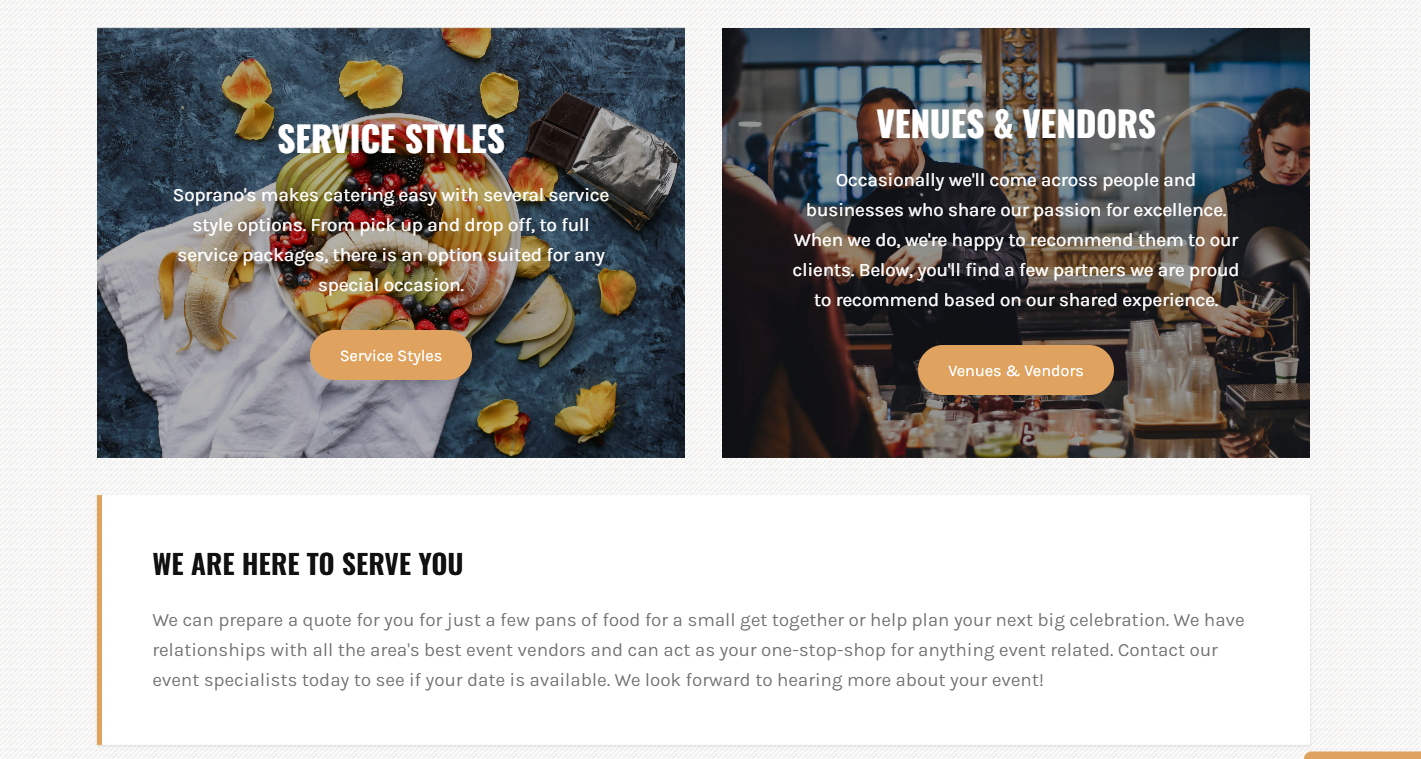 SERVICE STYLES
Soprano's makes catering easy with several service
style options. From pick up and drop off, to full
service packages, there is an option suited for any
special occasion.
Service Styles
VENUES & VENDORS
Occasionally we'll come across people and
businesses who share our passion for excellence.
When we do, we're happy to recommend them to our
clients. Below, you'll find a few partners we are proud
to recommend based on our shared experience.
Venues & Vendors
WE ARE HERE TO SERVE YOU
We can prepare a quote for you for just a few pans of food for a small get together or help plan your next big celebration. We have
relationships with all the area's best event vendors and can act as your one-stop-shop for anything event related. Contact our
event specialists today to see if your date is available. We look forward to hearing more about your event!